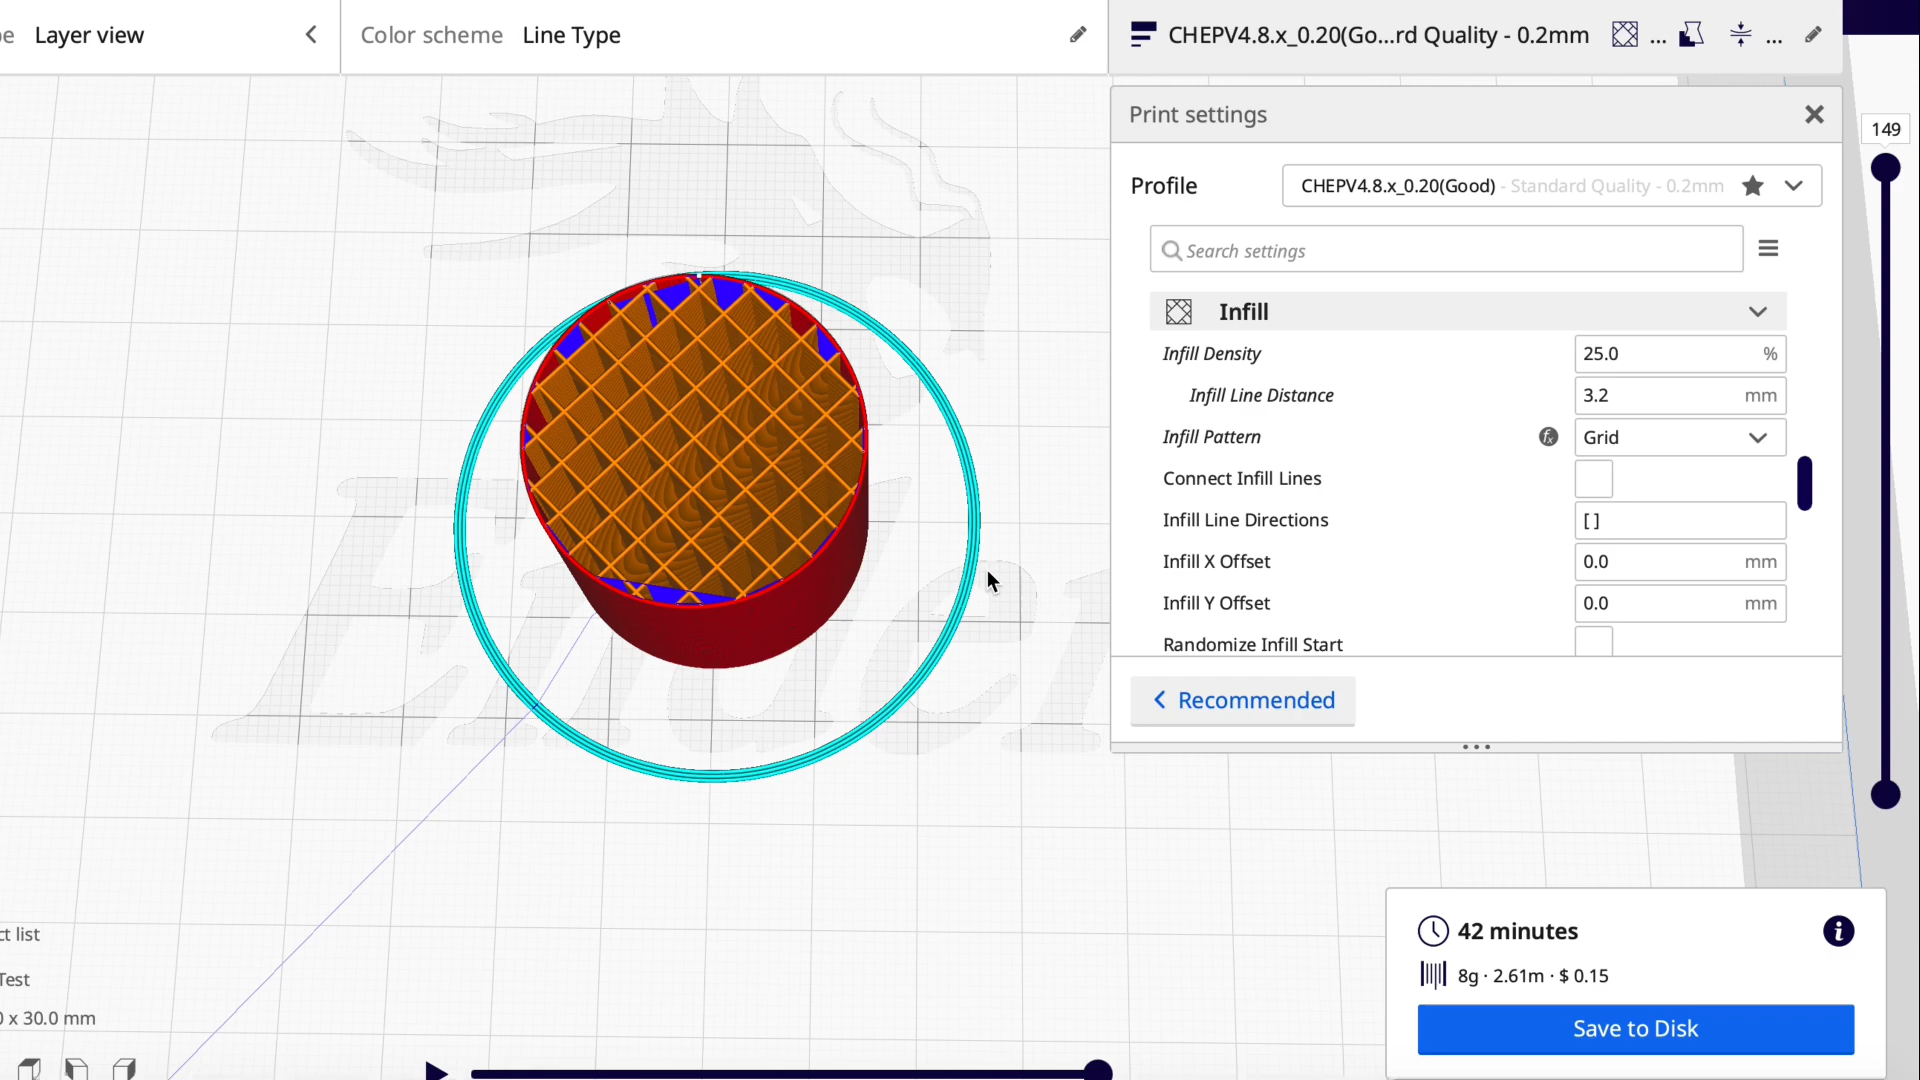 pe Layer view
Color scheme Line Type
CHEPV4.8.x_0.20(Go...rd Quality - 0.2mm ... ...
149
Print settings
Profile
CHEPV4.8.x_0.20(Good) - Standard Quality - 0.2mm
Search settings
Infill
Infill Density 25.0 %
Infill Line Distance 3.2 mm
Infill Pattern Grid
Connect Infill Lines
Infill Line Directions []
Infill X Offset 0.0 mm
Infill Y Offset 0.0 mm
Randomize Infill Start
Recommended
Ender
ct list
Test
0 x 30.0 mm
42 minutes
8g · 2.61m · $ 0.15
Save to Disk